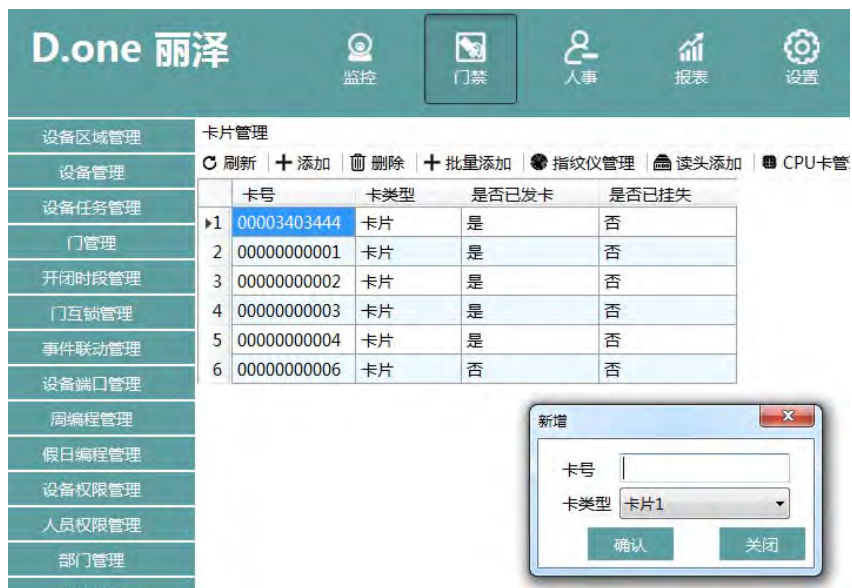 D.one 丽泽
监控 门禁 人事 报表 设置
设备区域管理
设备管理
设备任务管理
门管理
开闭时段管理
门互锁管理
事件联动管理
设备端口管理
周编程管理
假日编程管理
设备权限管理
人员权限管理
部门管理
卡片管理
刷新 添加 删除 批量添加 指纹仪管理 读头添加 CPU卡管
卡号 卡类型 是否已发卡 是否已挂失
1 00003403444 卡片 是 否
2 00000000001 卡片 是 否
3 00000000002 卡片 是 否
4 00000000003 卡片 是 否
5 00000000004 卡片 是 否
6 00000000006 卡片 否 否
新增
卡号
卡类型 卡片1
确认 关闭